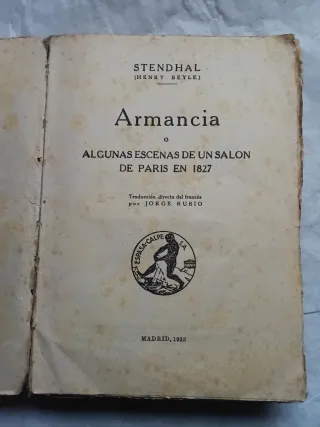 STENDHAL
(HENRY BEYLE)
Armancia
o
ALGUNAS ESCENAS DE UN SALON
DE PARIS EN 1827
Traducción directa del francés
por JORGE RUBIO
ESPASA-CALPE S.A.
MADRID, 1932